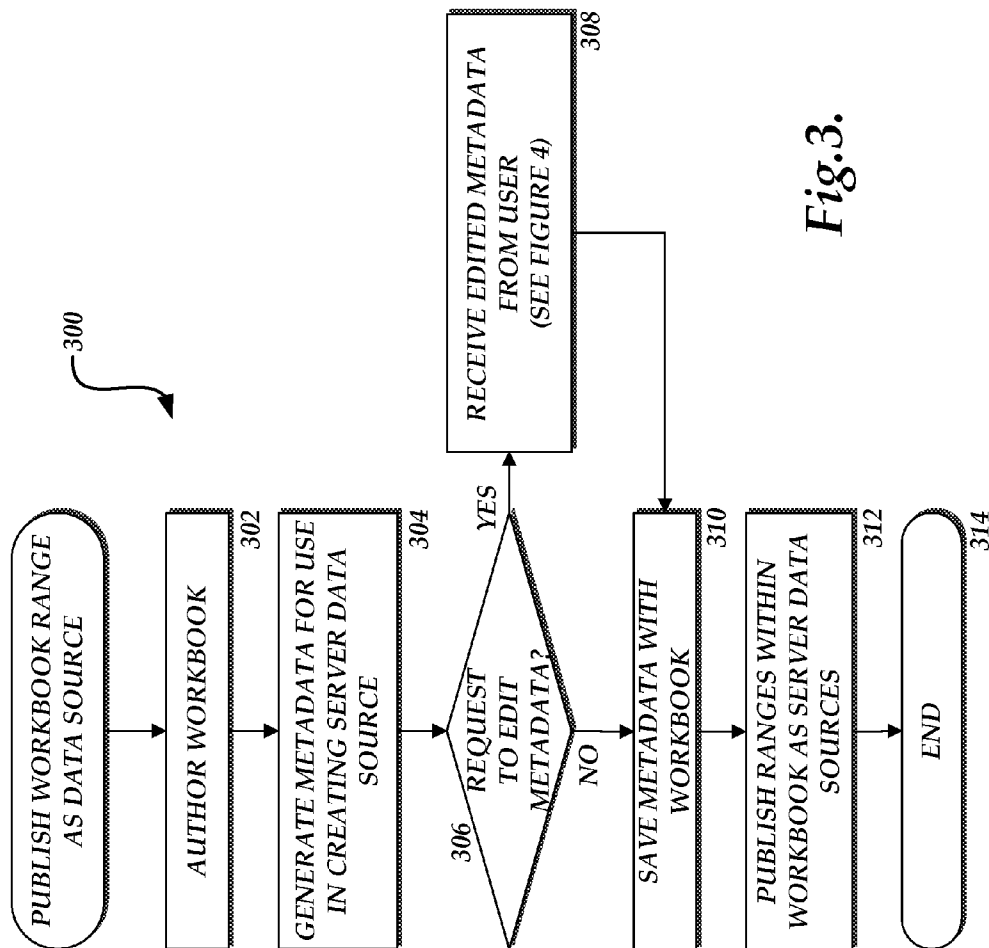 300
PUBLISH WORKBOOK RANGE
AS DATA SOURCE
AUTHOR WORKBOOK
302
GENERATE METADATA FOR USE
IN CREATING SERVER DATA
SOURCE
304
306
REQUEST
TO EDIT
METADATA?
YES
NO
RECEIVE EDITED METADATA
FROM USER
(SEE FIGURE 4)
308
SAVE METADATA WITH
WORKBOOK
310
PUBLISH RANGES WITHIN
WORKBOOK AS SERVER DATA
SOURCES
312
END
314
Fig.3.